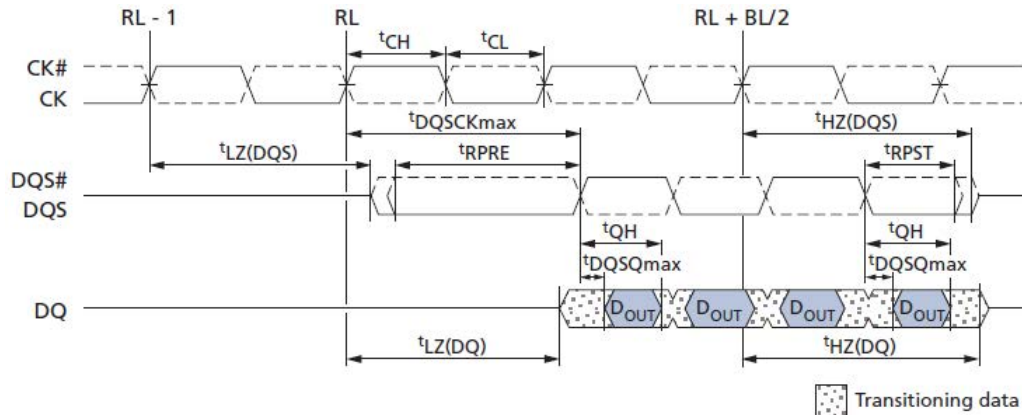 RL - 1 RL RL + BL/2
tCH tCL
CK#
CK
tDQSCKmax tHZ(DQS)
tLZ(DQS) tRPRE tRPST
DQS#
DQS
tQH tQH
tDQSQmax tDQSQmax
DQ DOUT DOUT DOUT DOUT
tLZ(DQ) tHZ(DQ)
Transitioning data